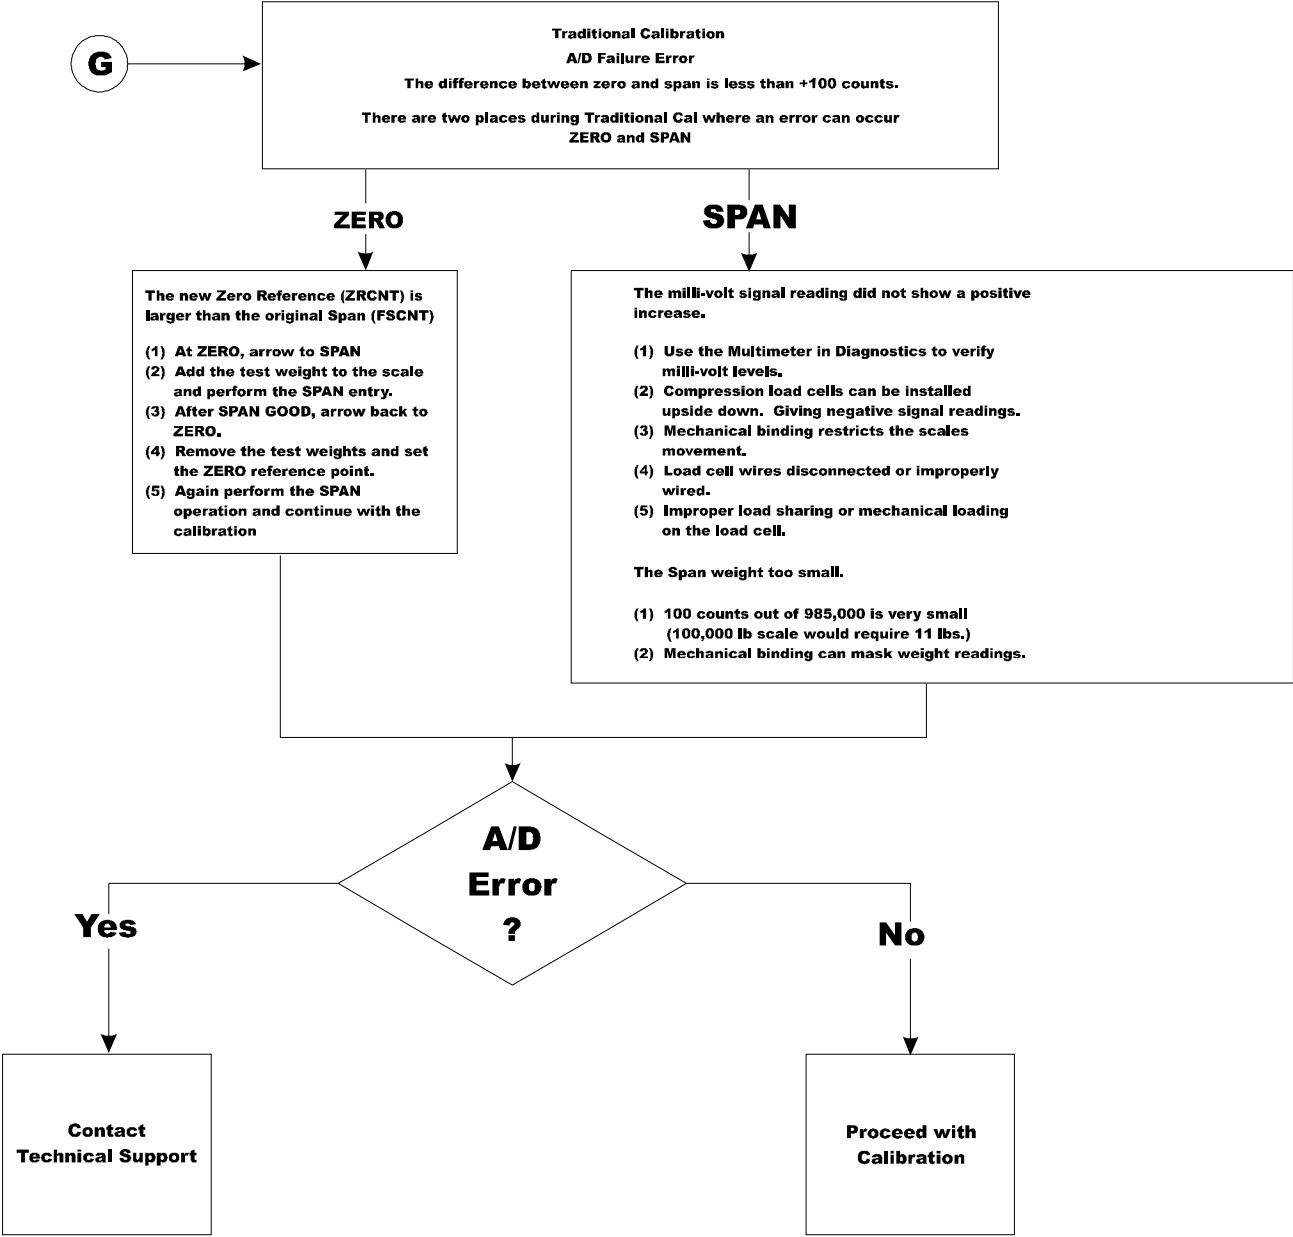 G
Traditional Calibration
A/D Failure Error
The difference between zero and span is less than +100 counts.
There are two places during Traditional Cal where an error can occur
ZERO and SPAN
ZERO
SPAN
The new Zero Reference (ZRCNT) is
larger than the original Span (FSCNT)
(1) At ZERO, arrow to SPAN
(2) Add the test weight to the scale
and perform the SPAN entry.
(3) After SPAN GOOD, arrow back to
ZERO.
(4) Remove the test weights and set
the ZERO reference point.
(5) Again perform the SPAN
operation and continue with the
calibration
The milli-volt signal reading did not show a positive
increase.
(1) Use the Multimeter in Diagnostics to verify
milli-volt levels.
(2) Compression load cells can be installed
upside down. Giving negative signal readings.
(3) Mechanical binding restricts the scales
movement.
(4) Load cell wires disconnected or improperly
wired.
(5) Improper load sharing or mechanical loading
on the load cell.
The Span weight too small.
(1) 100 counts out of 985,000 is very small
(100,000 lb scale would require 11 lbs.)
(2) Mechanical binding can mask weight readings.
A/D
Error
?
Yes
No
Contact
Technical Support
Proceed with
Calibration